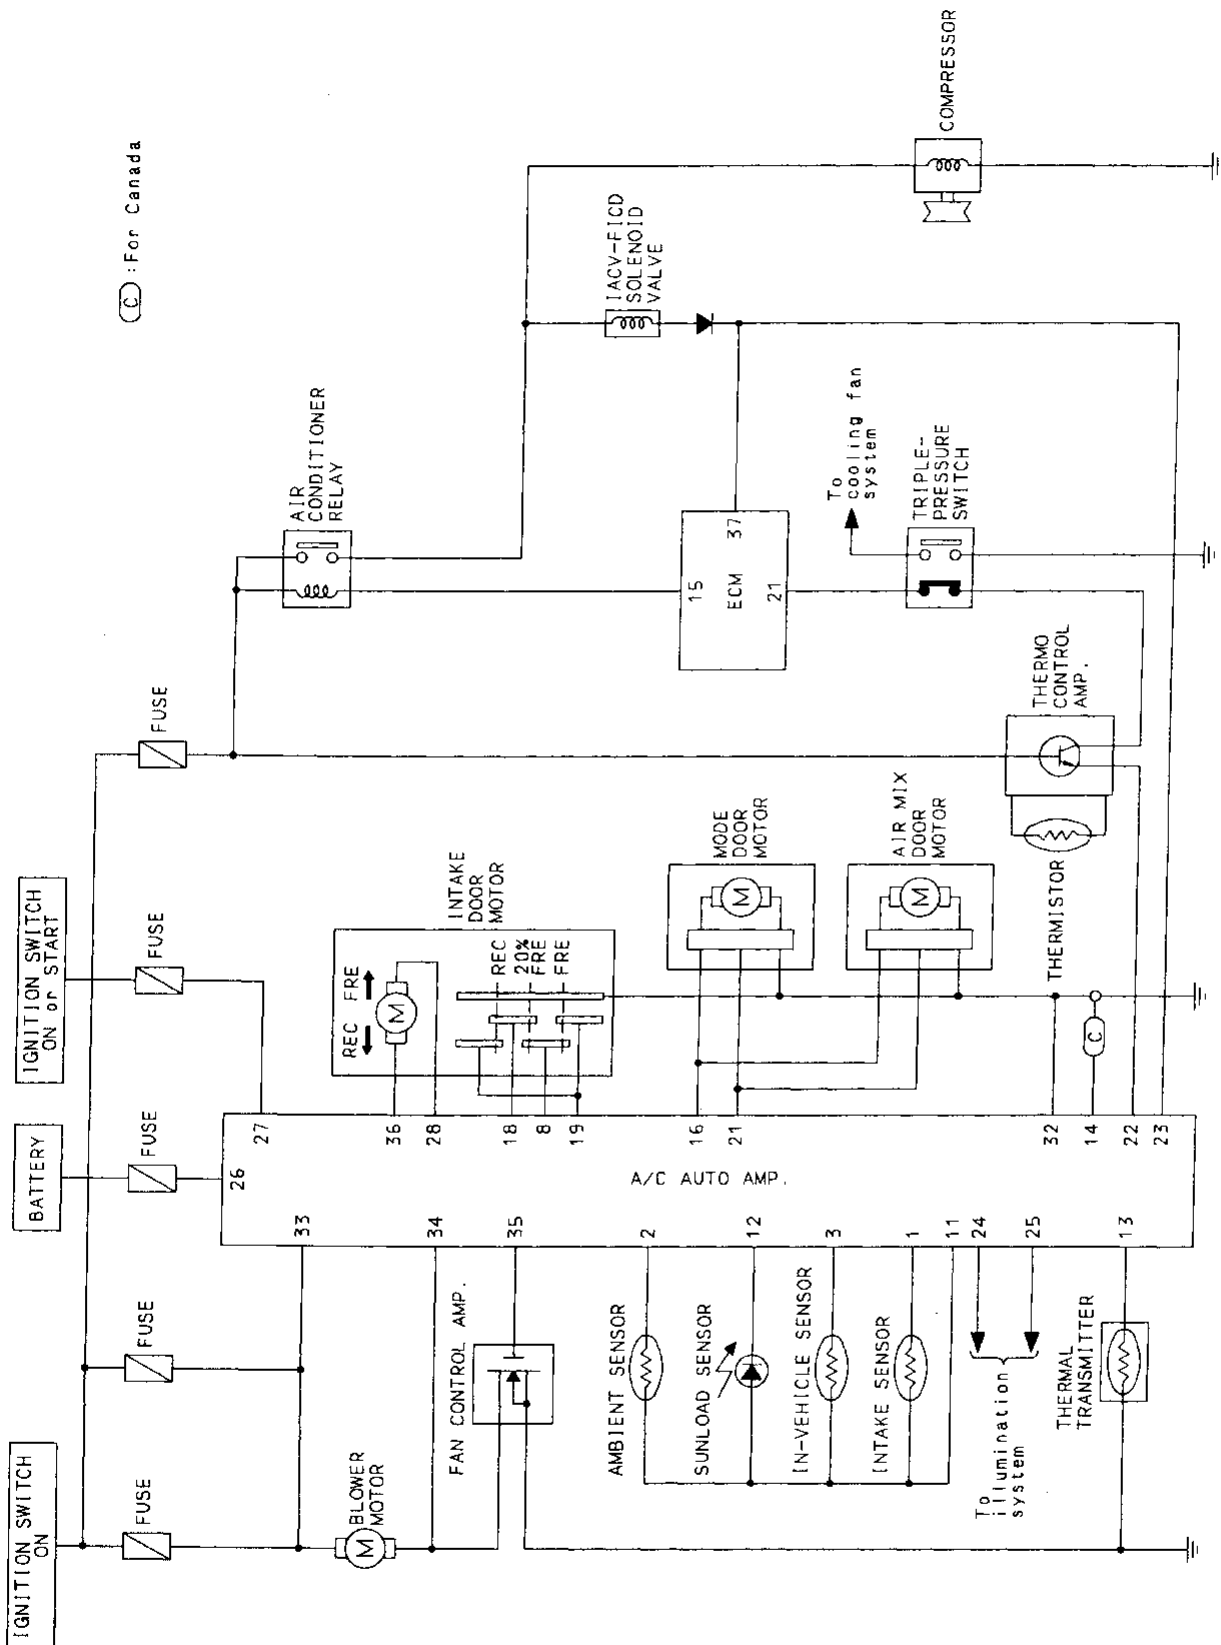 IGNITION SWITCH
ON
BATTERY
IGNITION SWITCH
ON or START
C :For Canada
FUSE
FUSE
FUSE
FUSE
FUSE
AIR
CONDITIONER
RELAY
COMPRESSOR
IACV-FICD
SOLENOID
VALVE
To
cooling fan
system
TRIPLE-
PRESSURE
SWITCH
15
ECM
37
21
THERMO
CONTROL
AMP.
THERMISTOR
INTAKE
DOOR
MOTOR
REC FRE
M
REC
20%
FRE
FRE
MODE
DOOR
MOTOR
M
AIR MIX
DOOR
MOTOR
M
C
26
27
36
28
18
8
19
16
21
32
14
22
23
A/C AUTO AMP.
33
34
35
2
12
3
1
11
24
25
13
BLOWER
MOTOR
M
FAN CONTROL AMP.
AMBIENT SENSOR
SUNLOAD SENSOR
IN-VEHICLE SENSOR
INTAKE SENSOR
To
illumination
system
THERMAL
TRANSMITTER